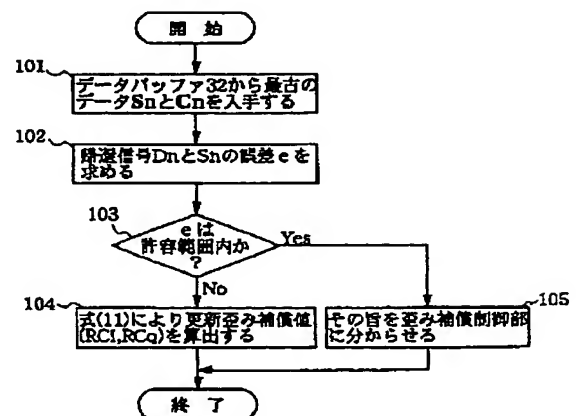 開 始
101
データバッファ32から最古の
データSnとCnを入手する
102
帰還信号DnとSnの誤差eを
求める
103
eは
許容範囲内か
?
Yes
No
104
式(11)により更新歪み補償値
(RCi,RCq)を算出する
105
その旨を歪み補償制御部
に分からせる
終 了